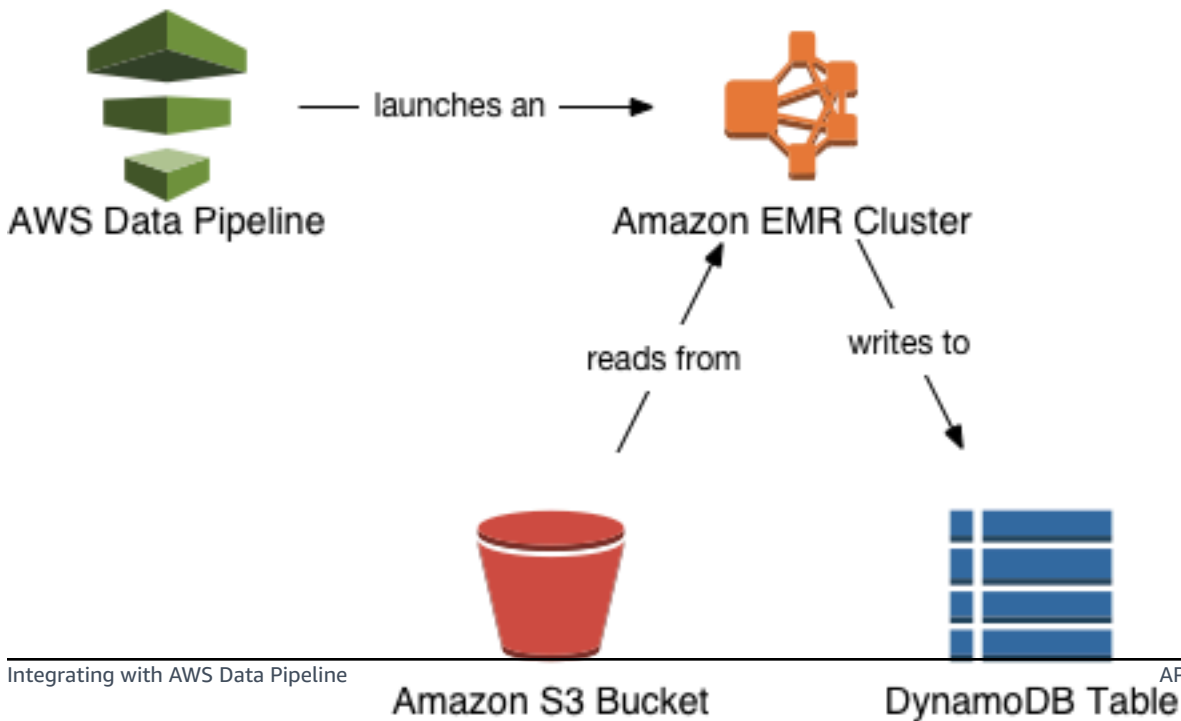 launches an
AWS Data Pipeline
Amazon EMR Cluster
writes to
reads from
Integrating with AWS Data Pipeline
Amazon S3 Bucket
DynamoDB Table